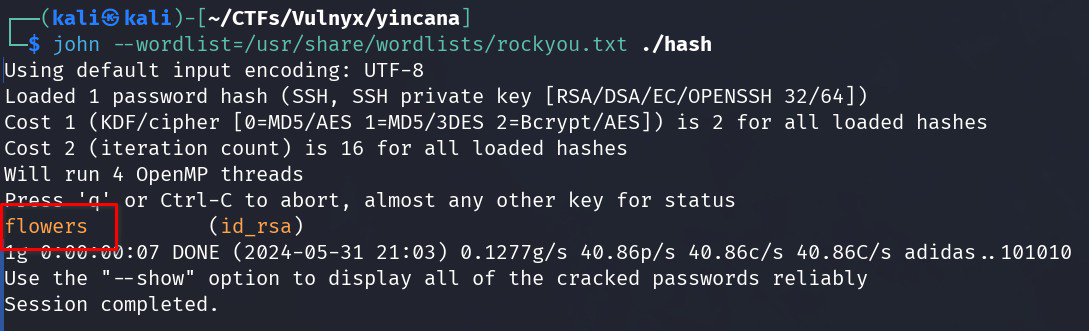 ┌──(kali㉿kali)-[~/CTFs/Vulnyx/yincana]
└─$ john --wordlist=/usr/share/wordlists/rockyou.txt ./hash
Using default input encoding: UTF-8
Loaded 1 password hash (SSH, SSH private key [RSA/DSA/EC/OPENSSH 32/64])
Cost 1 (KDF/cipher [0=MD5/AES 1=MD5/3DES 2=Bcrypt/AES]) is 2 for all loaded hashes
Cost 2 (iteration count) is 16 for all loaded hashes
Will run 4 OpenMP threads
Press 'q' or Ctrl-C to abort, almost any other key for status
flowers          (id_rsa)
1g 0:00:00:07 DONE (2024-05-31 21:03) 0.1277g/s 40.86p/s 40.86c/s 40.86C/s adidas..101010
Use the "--show" option to display all of the cracked passwords reliably
Session completed.